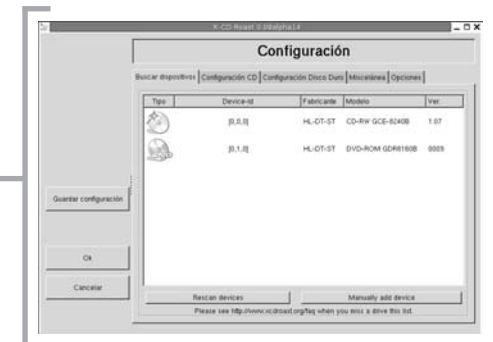 X-CD-Roast 0.98alpha14
Configuración
Buscar dispositivos Configuración CD Configuración Disco Duro Miscelánea Opciones
Tipo Device-Id Fabricante Modelo Ver.
[0,0,0] HL-DT-ST CD-RW GCE-8240B 1.07
[0,1,0] HL-DT-ST DVD-ROM GDR8160B 0009
Guardar configuración
Ok
Cancelar
Rescan devices Manually add device
Please see http://www.xcdroast.org/faq when you miss a drive this list.